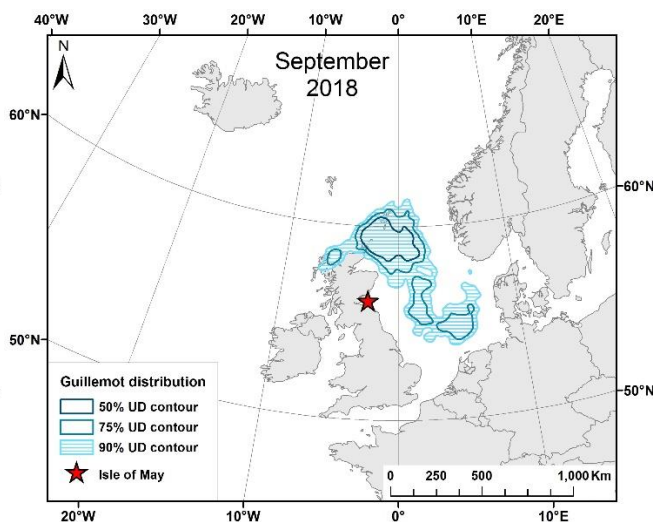 40°W 30°W 20°W 10°W 0° 10°E 20°E 30°E
N
September
2018
60°N
60°N
50°N
50°N
Guillemot distribution
50% UD contour
75% UD contour
90% UD contour
Isle of May
0 250 500 1,000 Km
20°W 10°W 0° 10°E